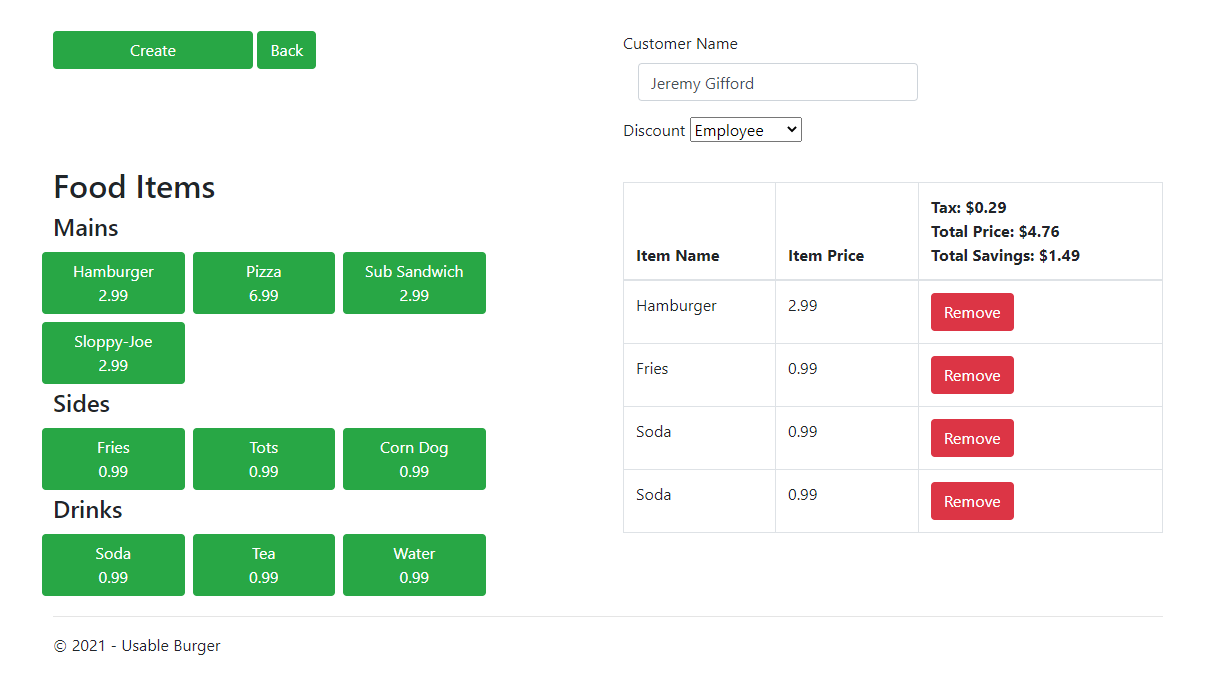 Create Back
Customer Name
Jeremy Gifford
Discount Employee
Food Items
Mains
Hamburger
2.99
Pizza
6.99
Sub Sandwich
2.99
Sloppy-Joe
2.99
Sides
Fries
0.99
Tots
0.99
Corn Dog
0.99
Drinks
Soda
0.99
Tea
0.99
Water
0.99
Item Name
Item Price
Tax: $0.29
Total Price: $4.76
Total Savings: $1.49
Hamburger 2.99 Remove
Fries 0.99 Remove
Soda 0.99 Remove
Soda 0.99 Remove
© 2021 - Usable Burger